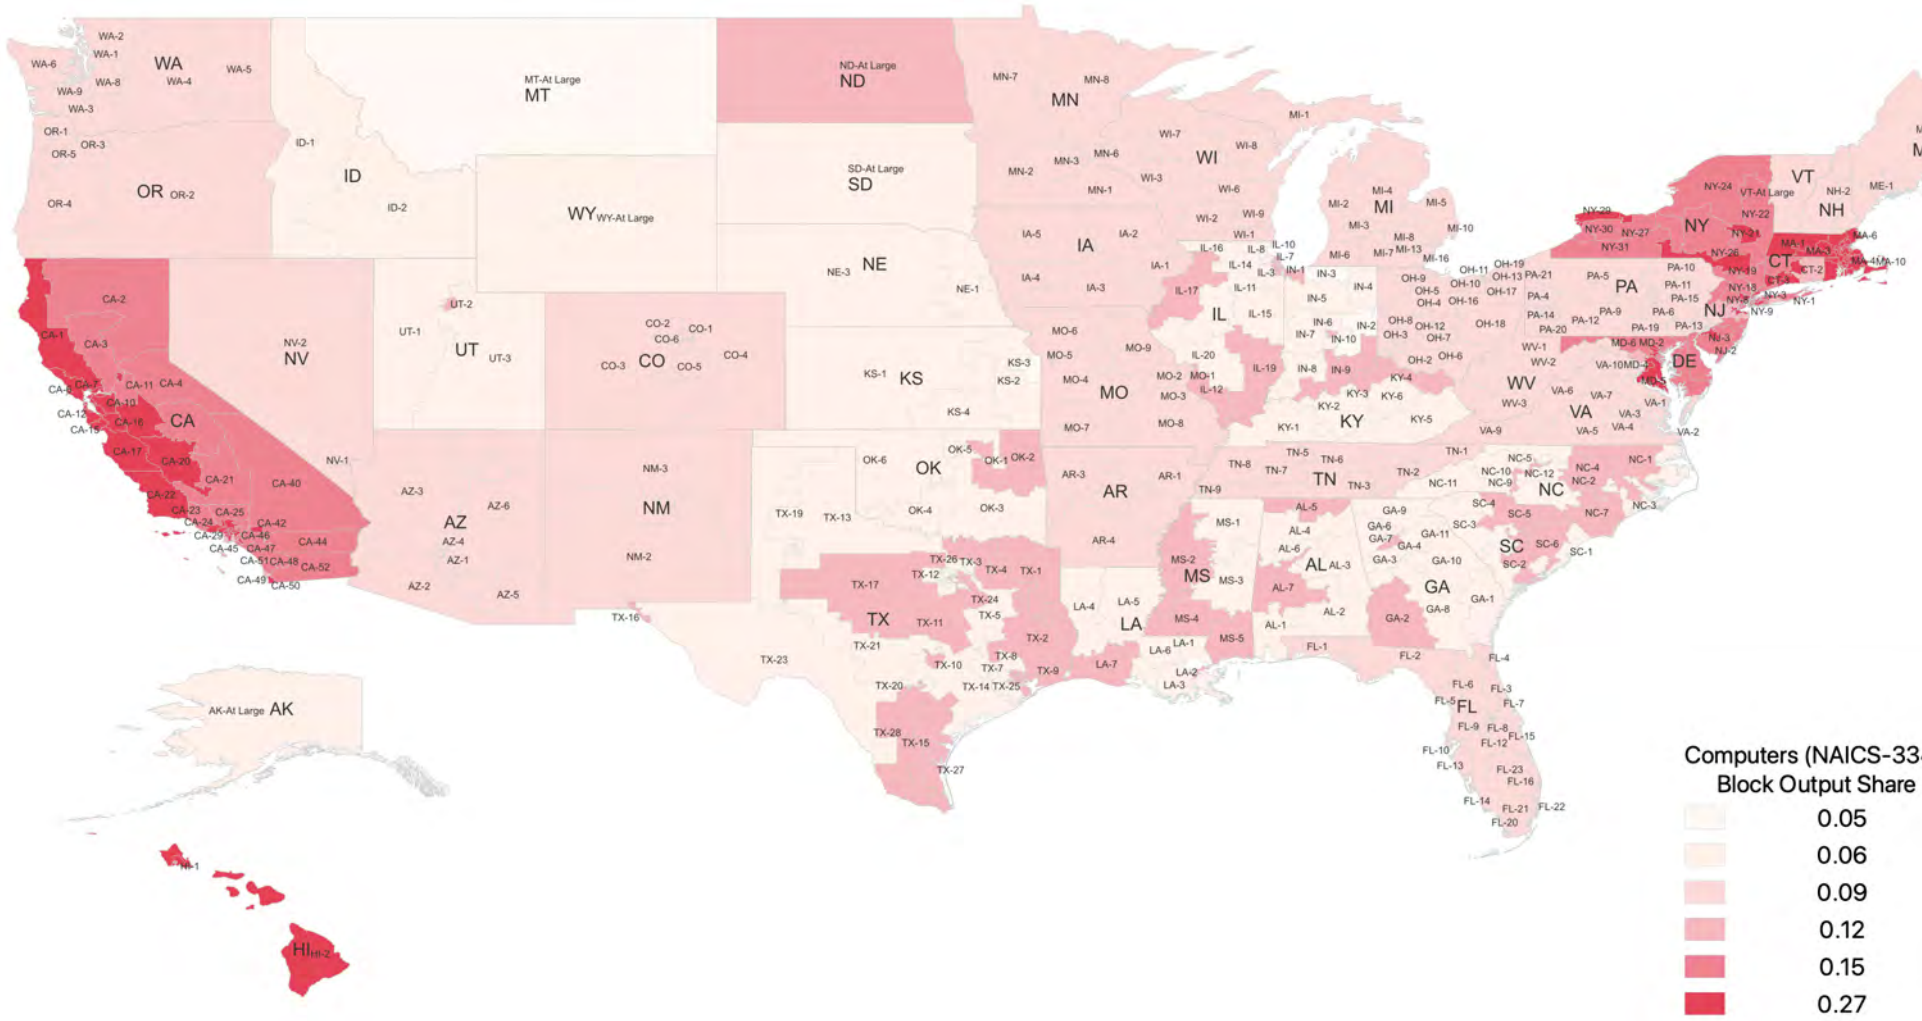 WA-2
WA-1
WA-6
WA
WA-5
WA-8
WA-4
WA-9
WA-3
OR-1
OR-3
OR-5
OR
OR-2
OR-4
ID-1
ID
ID-2
MT-At Large
MT
ND-At Large
ND
SD-At Large
SD
WY
WY-At Large
MN-7
MN-8
MN
MN-3
MN-6
MN-2
MN-1
MI-1
WI-7
WI
WI-8
WI-3
WI-6
WI-2
WI-9
WI-1
MI-4
MI-2
MI
MI-5
MI-3
MI-8
MI-10
MI-6
MI-7
MI-13
MI-16
IA-5
IA
IA-2
IA-4
IA-3
IA-1
NE-3
NE
NE-1
NV-2
NV
NV-1
UT-2
UT-1
UT
UT-3
CO-2
CO-1
CO-6
CO-3
CO
CO-5
CO-4
KS-1
KS
KS-3
KS-2
KS-4
MO-6
MO-5
MO-9
MO-4
MO-2
MO-1
MO
MO-3
MO-7
MO-8
IL-16
IL-8
IL-10
IL-7
IL-14
IL-3
IL-17
IL-11
IL
IL-15
IL-20
IL-12
IL-19
IN-1
IN-3
IN-4
IN-5
IN-6
IN-2
IN-7
IN-10
IN-8
IN-9
OH-11
OH-19
OH-9
OH-10
OH-13
OH-5
OH-17
OH-4
OH-16
OH-8
OH-12
OH-18
OH-3
OH-7
OH-2
OH-6
KY-4
KY-3
KY-6
KY-2
KY
KY-5
KY-1
PA-21
PA-5
PA-10
PA-4
PA
PA-11
PA-15
PA-14
PA-12
PA-9
PA-6
PA-20
PA-19
PA-13
NY-24
VT-At Large
VT
NH-2
NH
ME-1
M
M
NY-29
NY-22
NY-30
NY-27
NY
NY-21
NY-31
NY-26
NY-19
NY-18
NY-8
NY-3
NY-1
NY-9
MA-1
MA-3
MA-6
MA-4
MA-10
CT
CT-2
CT-3
NJ
NJ-3
NJ-2
MD-6
MD-2
MD-4
MD-5
DE
WV-1
WV-2
WV
WV-3
VA-10
VA-6
VA-7
VA-1
VA
VA-3
VA-4
VA-5
VA-9
VA-2
CA-2
CA-1
CA-3
CA-6
CA-7
CA-11
CA-4
CA-10
CA-12
CA-16
CA-15
CA
CA-17
CA-20
CA-21
CA-40
CA-22
CA-23
CA-25
CA-24
CA-42
CA-29
CA-46
CA-44
CA-45
CA-47
CA-51
CA-48
CA-52
CA-49
CA-50
AZ-3
AZ-6
AZ
AZ-4
AZ-1
AZ-2
AZ-5
NM-3
NM
NM-2
OK-6
OK
OK-5
OK-1
OK-2
OK-4
OK-3
AR-3
AR-1
AR
AR-4
TN-1
TN-5
TN-6
TN-8
TN-7
TN
TN-2
TN-3
TN-9
NC-5
NC-1
NC-10
NC-12
NC-4
NC-9
NC-2
NC-11
NC
NC-3
NC-7
SC-4
SC-5
SC-3
SC
SC-6
SC-1
SC-2
TX-19
TX-13
TX-26
TX-3
TX-4
TX-1
TX-12
TX-17
TX-24
TX
TX-11
TX-5
TX-2
TX-16
TX-21
TX-23
TX-8
TX-10
TX-7
TX-9
TX-20
TX-14
TX-25
TX-28
TX-15
TX-27
LA-4
LA-5
LA
LA-1
LA-6
LA-7
LA-2
LA-3
MS-1
MS-2
MS
MS-3
MS-4
MS-5
AL-5
AL-4
AL-6
AL
AL-3
AL-7
AL-2
AL-1
GA-9
GA-6
GA-7
GA-11
GA-4
GA-3
GA-10
GA
GA-1
GA-8
GA-2
FL-1
FL-2
FL-4
FL-6
FL-3
FL-5
FL
FL-7
FL-9
FL-8
FL-15
FL-10
FL-12
FL-13
FL-23
FL-16
FL-14
FL-21
FL-22
FL-20
AK-At Large
AK
HI-1
HI
HI-2
Computers (NAICS-33
Block Output Share
0.05
0.06
0.09
0.12
0.15
0.27